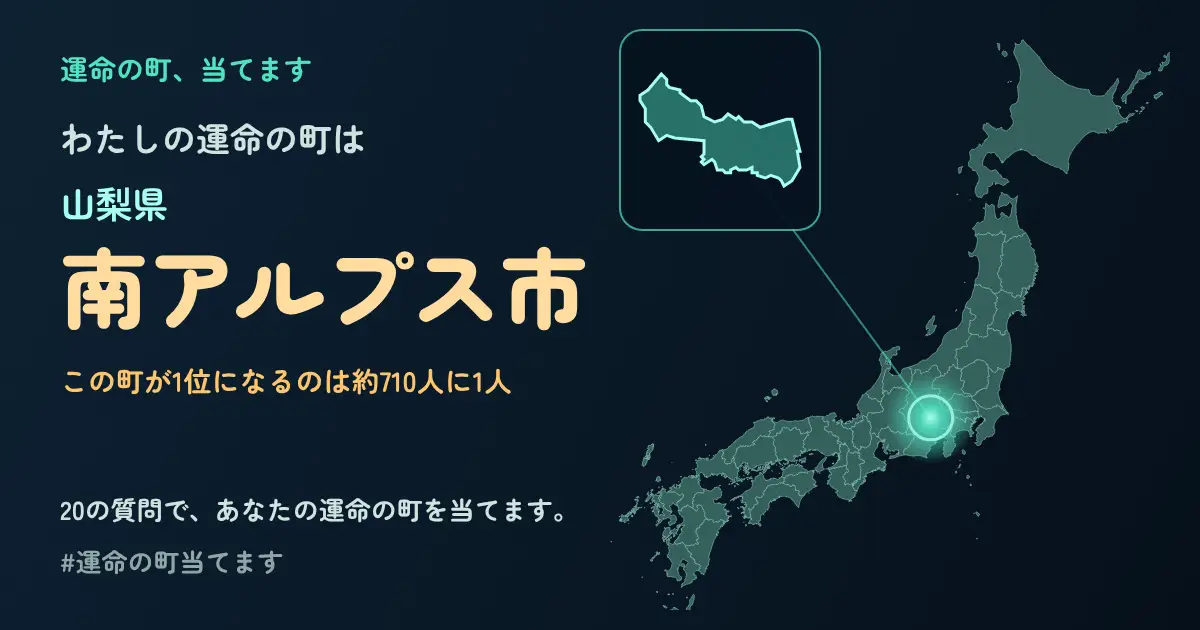 運命の町、当てます
わたしの運命の町は
山梨県
南アルプス市
この町が1位になるのは約710人に1人
20の質問で、あなたの運命の町を当てます。
#運命の町当てます